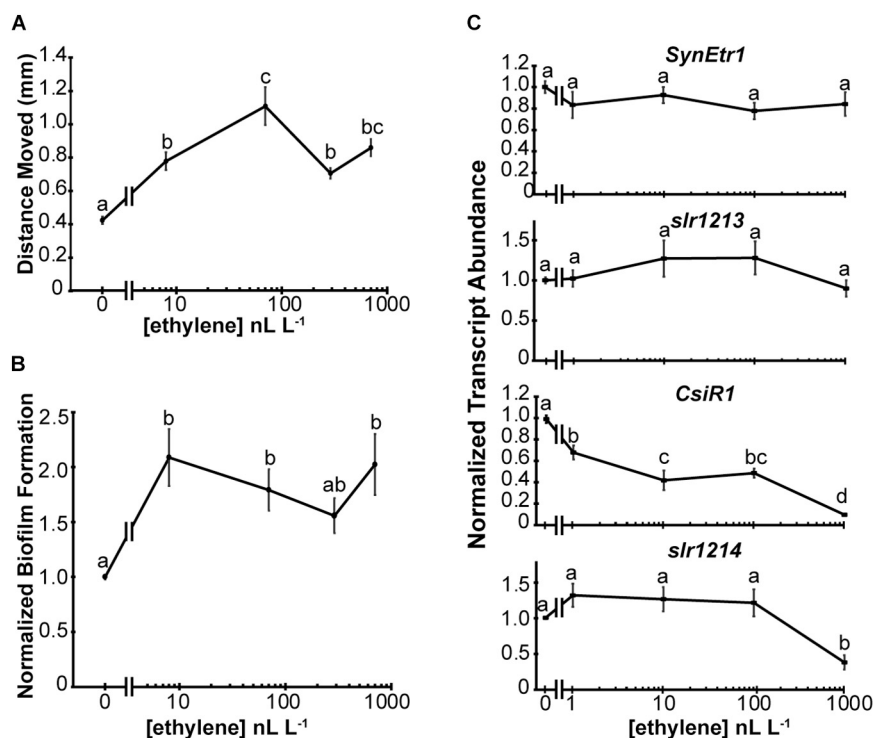 A
Distance Moved (mm)
1.4
1.2
1.0
0.8
0.6
0.4
0.2
0
a
b
c
b
bc
0
10
100
1000
[ethylene] nL L⁻¹
B
Normalized Biofilm Formation
2.5
2.0
1.5
1.0
0.5
0
a
b
b
ab
b
0
10
100
1000
[ethylene] nL L⁻¹
C
Normalized Transcript Abundance
SynEtr1
1.2
1.0
0.8
0.6
0.4
0.2
0
a
a
a
a
a
slr1213
1.5
1.0
0.5
0
a
a
a
a
a
CsiR1
1.0
0.8
0.6
0.4
0.2
0
a
b
c
bc
d
slr1214
1.5
1.0
0.5
0
a
a
a
a
b
0
1
10
100
1000
[ethylene] nL L⁻¹